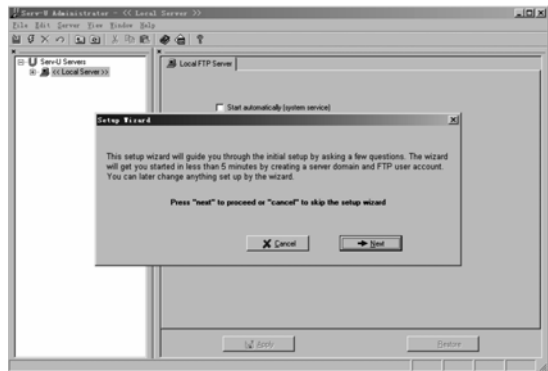 Serv-U Administrator - << Local Server >>
File Edit Server View Window Help
Serv-U Servers
<< Local Server >>
Local FTP Server
Start automatically (system service)
Setup Wizard
This setup wizard will guide you through the initial setup by asking a few questions. The wizard
will get you started in less than 5 minutes by creating a server domain and FTP user account.
You can later change anything set up by the wizard.
Press "next" to proceed or "cancel" to skip the setup wizard
Cancel
Next
Apply
Restore